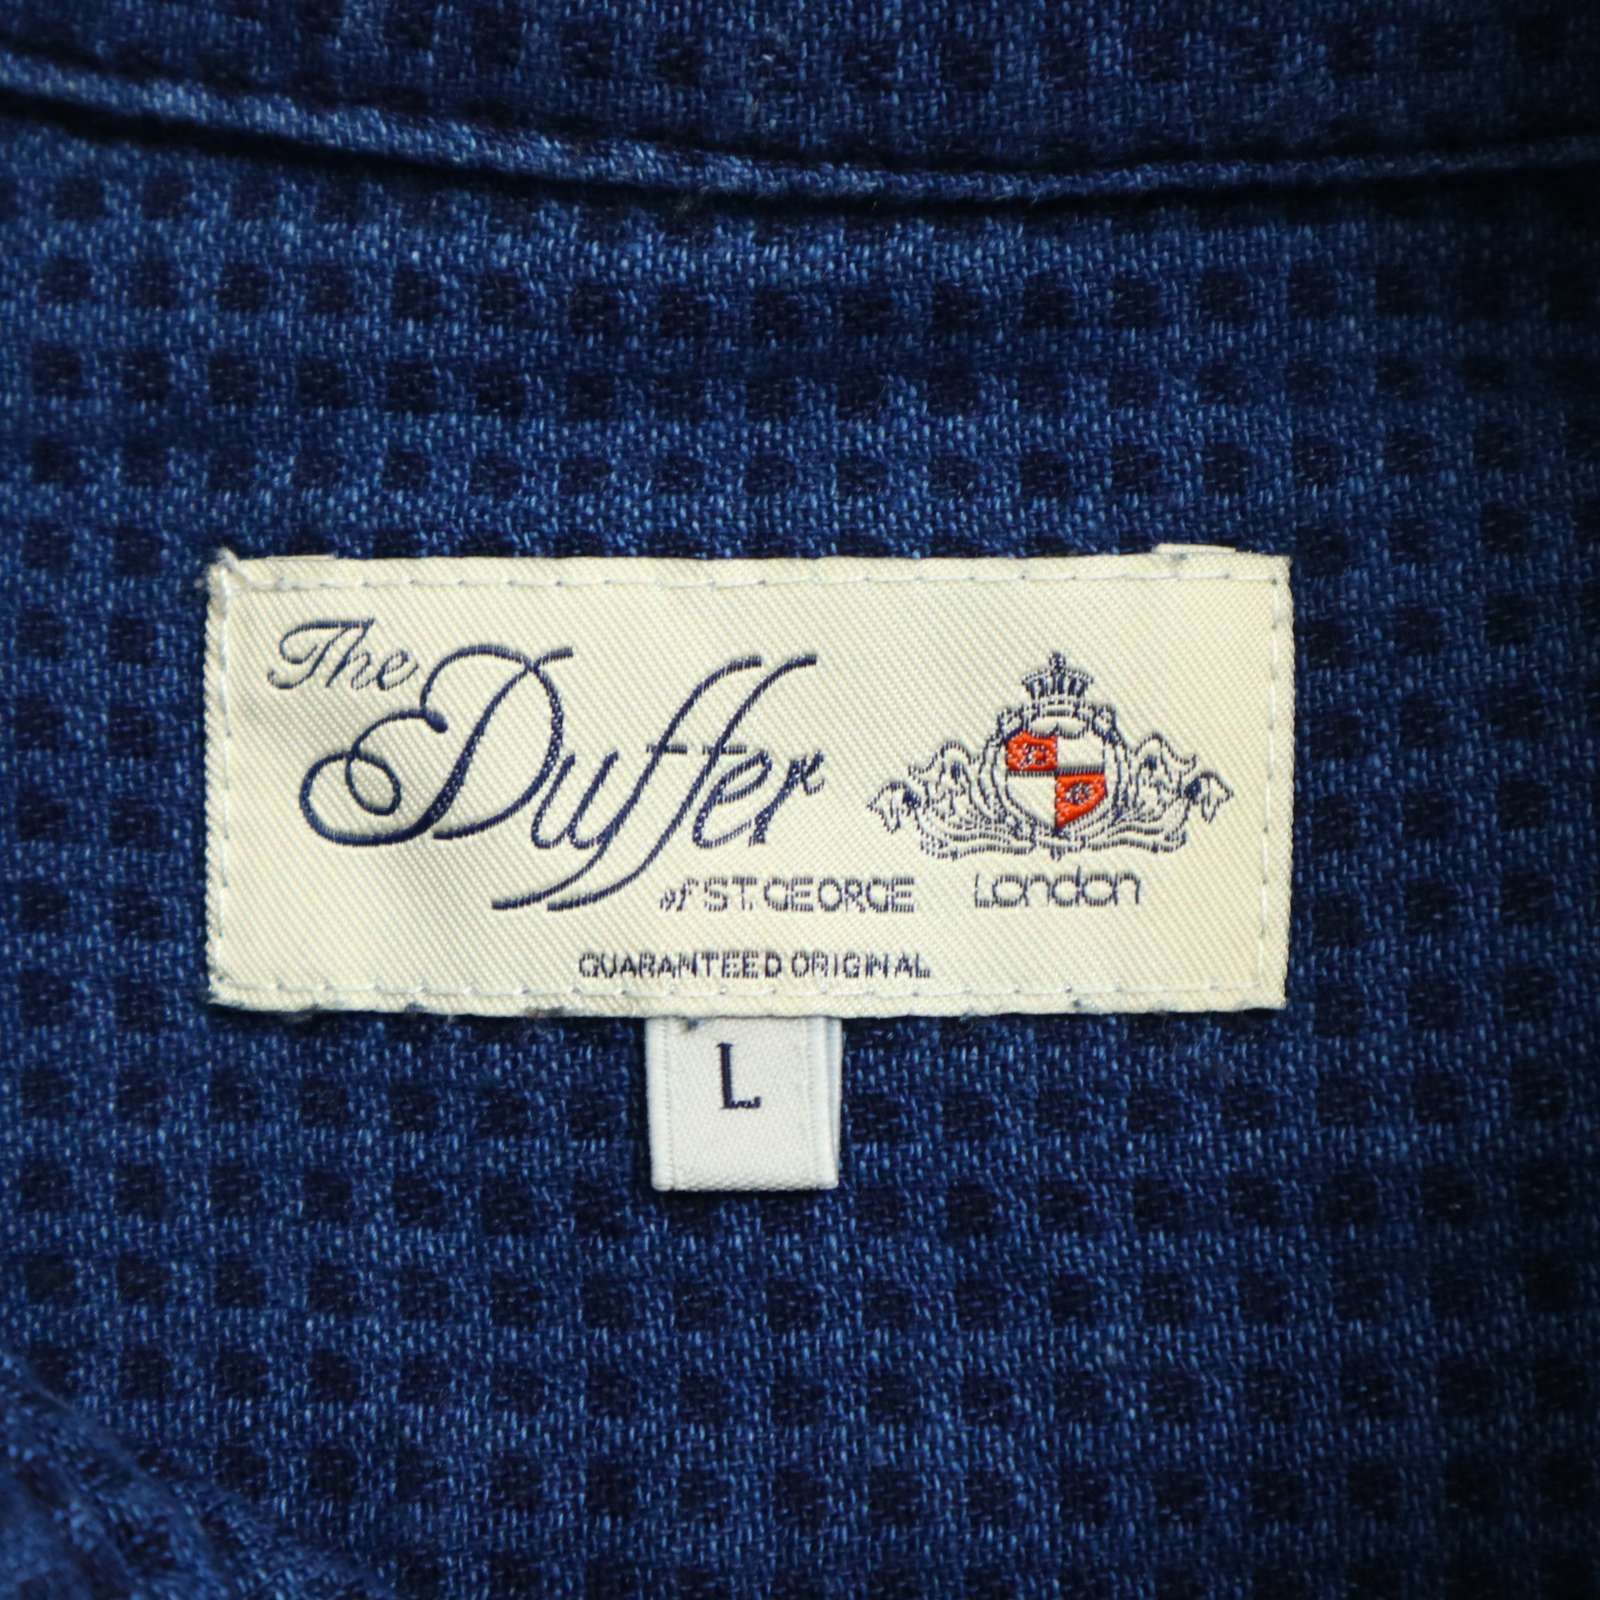 The
Duffer
of ST. GEORGE
London
GUARANTEED ORIGINAL
L